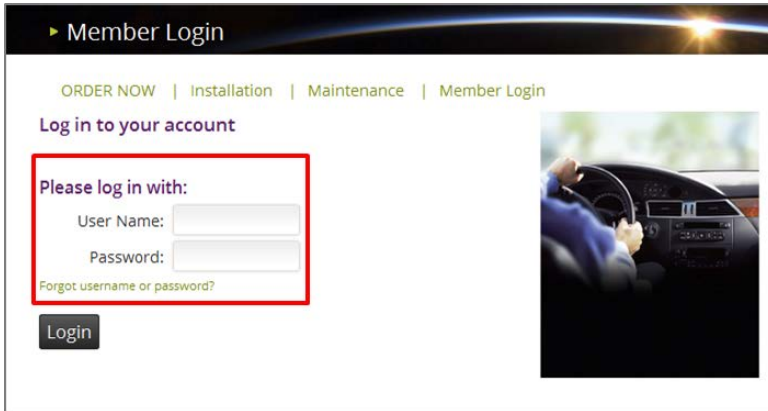 Member Login
ORDER NOW | Installation | Maintenance | Member Login
Log in to your account
Please log in with:
User Name:
Password:
Forgot username or password?
Login